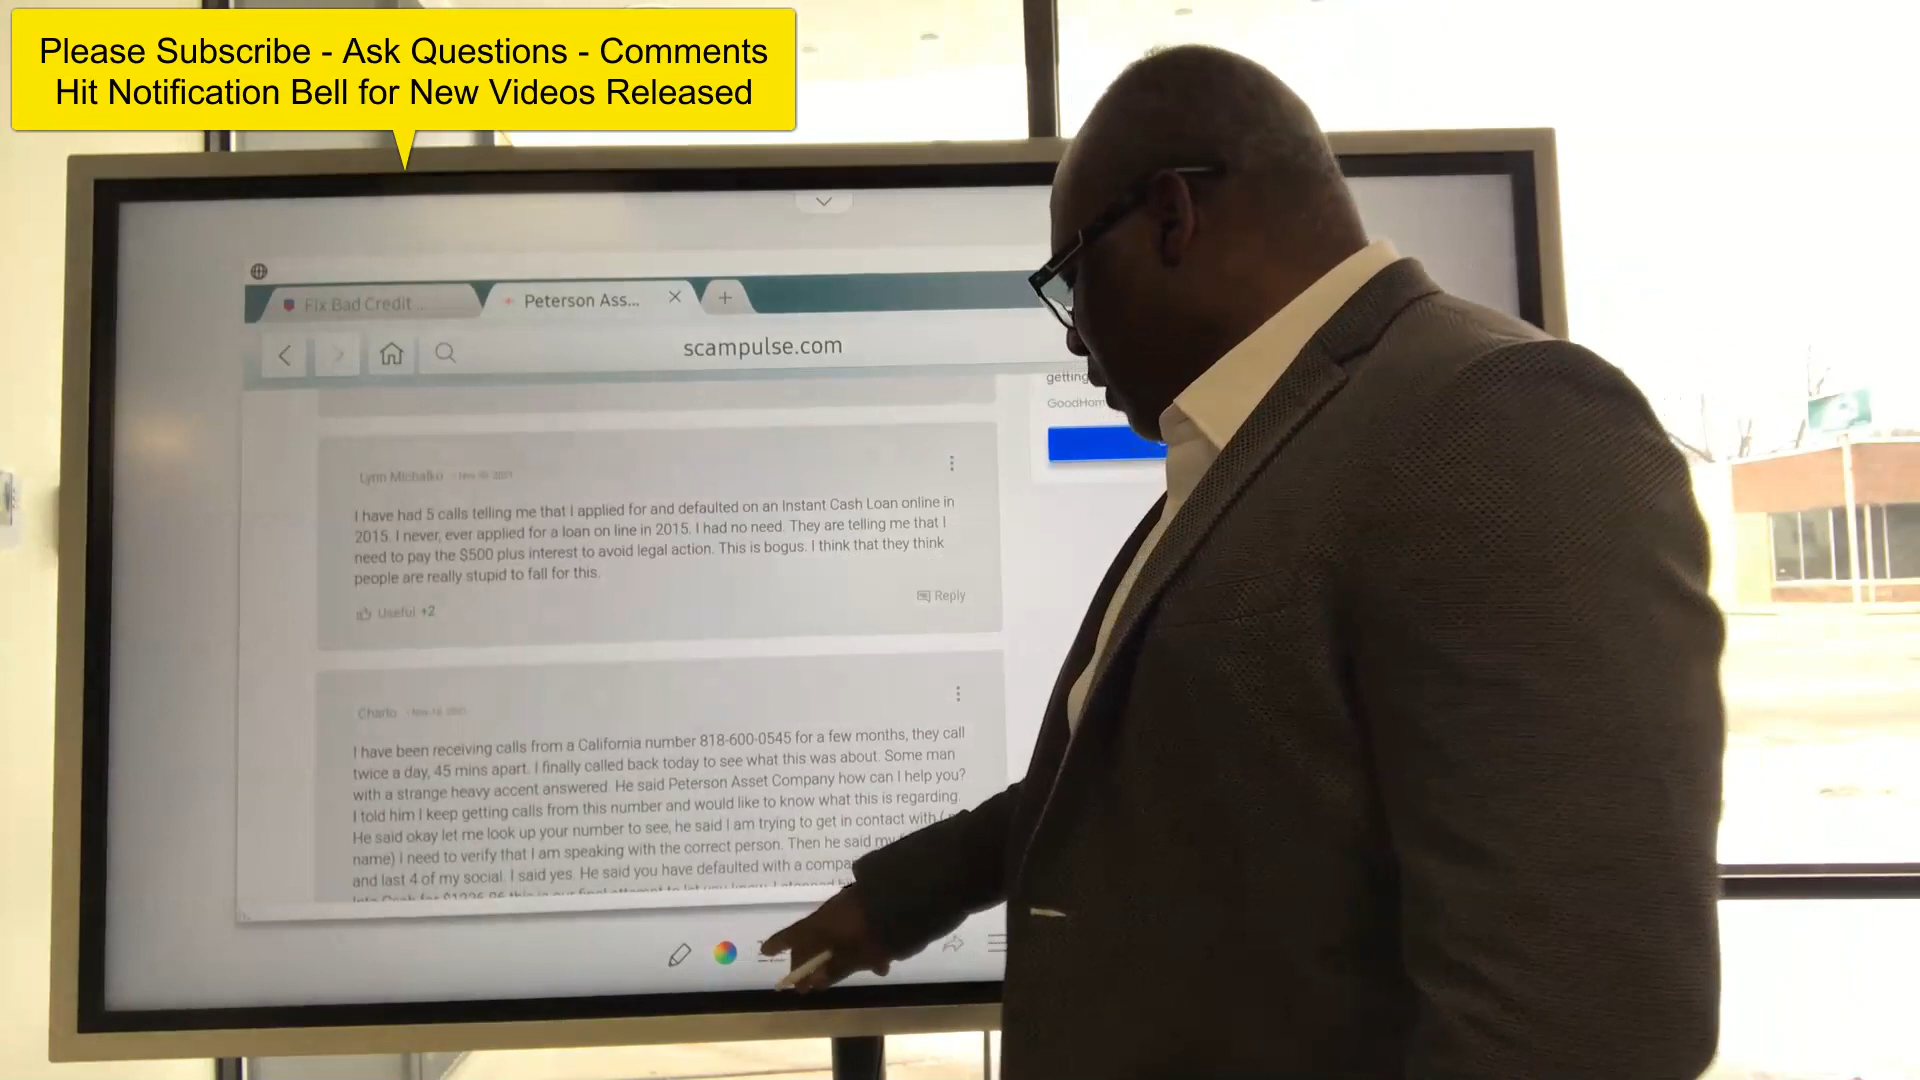 Please Subscribe - Ask Questions - Comments
Hit Notification Bell for New Videos Released
Fix Bad Credit ...
Peterson Ass...
scampulse.com
getting
GoodHom
Lynn Michalko
I have had 5 calls telling me that I applied for and defaulted on an Instant Cash Loan online in
2015. I never, ever applied for a loan on line in 2015. I had no need. They are telling me that I
need to pay the $500 plus interest to avoid legal action. This is bogus. I think that they think
people are really stupid to fall for this.
Useful +2
Reply
I have been receiving calls from a California number 818-600-0545 for a few months, they call
twice a day, 45 mins apart. I finally called back today to see what this was about. Some man
with a strange heavy accent answered. He said Peterson Asset Company how can I help you?
I told him I keep getting calls from this number and would like to know what this is regarding.
He said okay let me look up your number to see, he said I am trying to get in contact with (
name) I need to verify that I am speaking with the correct person. Then he said my
and last 4 of my social. I said yes. He said you have defaulted with a compa